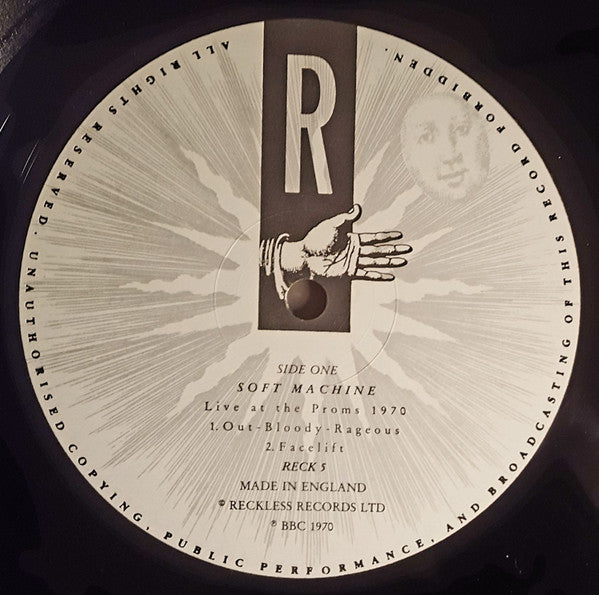 R
SIDE ONE
SOFT MACHINE
Live at the Proms 1970
1. Out-Bloody-Rageous
2. Facelift
RECK 5
MADE IN ENGLAND
© RECKLESS RECORDS LTD
℗ BBC 1970
ALL RIGHTS RESERVED. UNAUTHORISED COPYING, PUBLIC PERFORMANCE, AND BROADCASTING OF THIS RECORD FORBIDDEN.